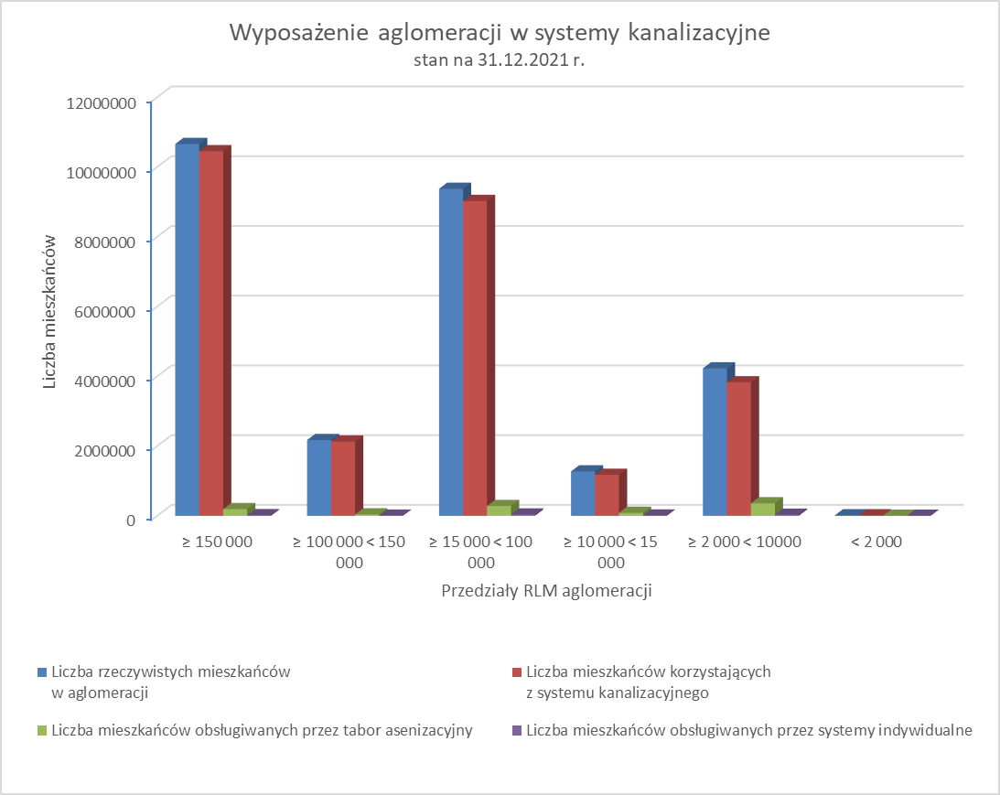 Wyposażenie aglomeracji w systemy kanalizacyjne
stan na 31.12.2021 r.
12000000
10000000
8000000
6000000
4000000
2000000
0
Liczba mieszkańców
≥ 150 000
≥ 100 000 < 150
000
≥ 15 000 < 100
000
≥ 10 000 < 15
000
≥ 2 000 < 10000
< 2 000
Przedziały RLM aglomeracji
Liczba rzeczywistych mieszkańców
w aglomeracji
Liczba mieszkańców korzystających
z systemu kanalizacyjnego
Liczba mieszkańców obsługiwanych przez tabor asenizacyjny
Liczba mieszkańców obsługiwanych przez systemy indywidualne